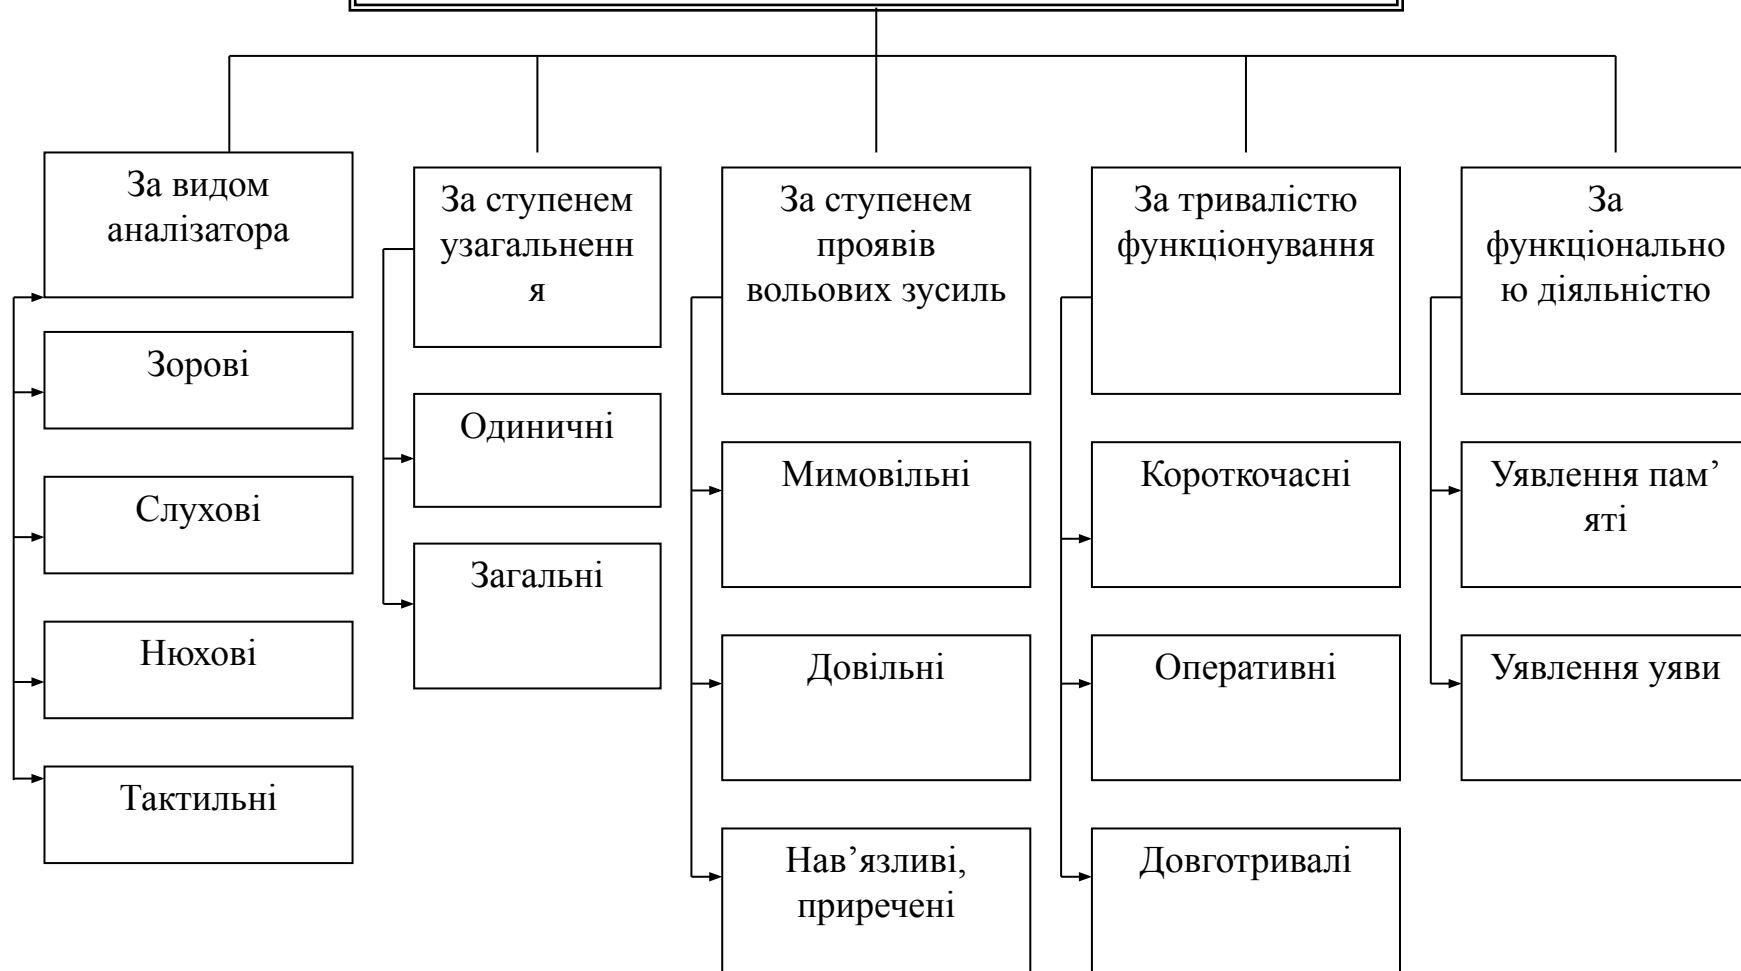 За видом
аналізатора
Зорові
Слухові
Нюхові
Тактильні
За ступенем
узагальненн
я
Одиничні
Загальні
За ступенем
проявів
вольових зусиль
Мимовільні
Довільні
Нав’язливі,
приречені
За тривалістю
функціонування
Короткочасні
Оперативні
Довготривалі
За
функціонально
ю діяльністю
Уявлення пам’
яті
Уявлення уяви